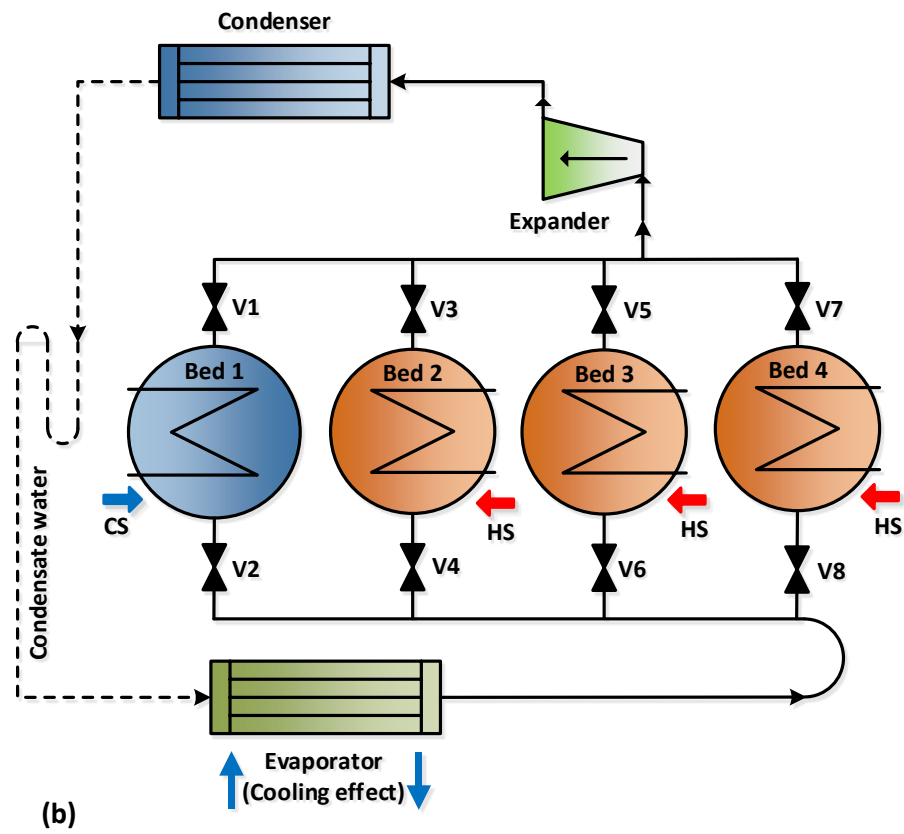 Condenser
Expander
V1
V3
V5
V7
Bed 1
Bed 2
Bed 3
Bed 4
CS
HS
HS
HS
V2
V4
V6
V8
Condensate water
Evaporator
(Cooling effect)
(b)